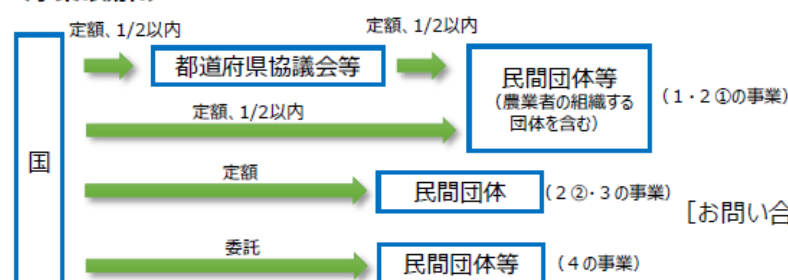 定額、1/2以内
定額、1/2以内
都道府県協議会等
民間団体等
(農業者の組織する
団体を含む)
(1・2①の事業)
定額、1/2以内
国
定額
民間団体
(2②・3の事業)
[お問い合
委託
民間団体等
(4の事業)